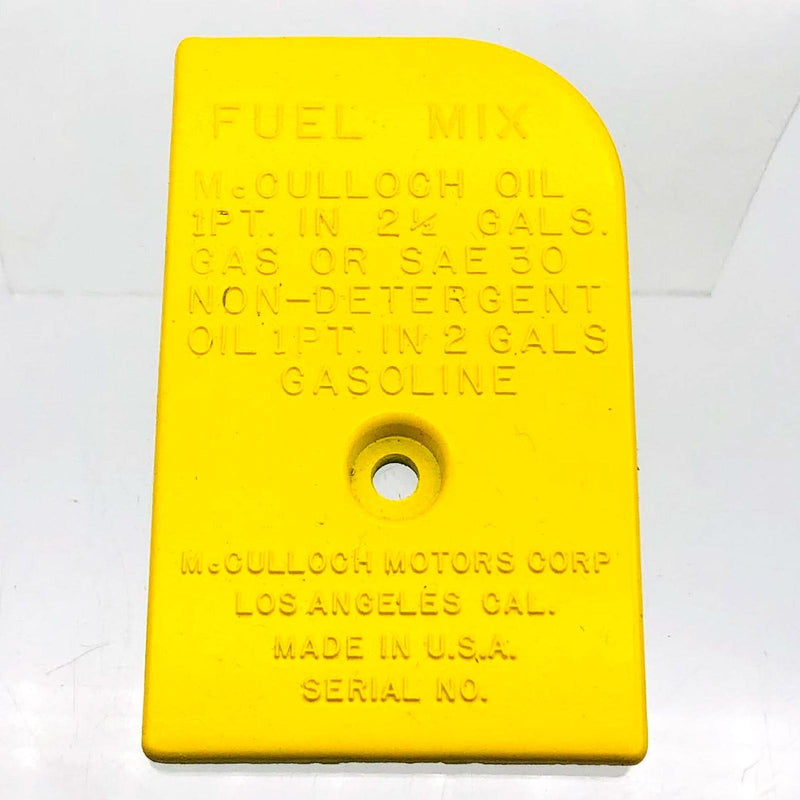 FUEL MIX
McCULLOCH OIL
1PT. IN 2½ GALS.
GAS OR SAE 30
NON-DETERGENT
OIL 1PT. IN 2 GALS
GASOLINE
McCULLOCH MOTORS CORP
LOS ANGELES CAL.
MADE IN U.S.A.
SERIAL NO.